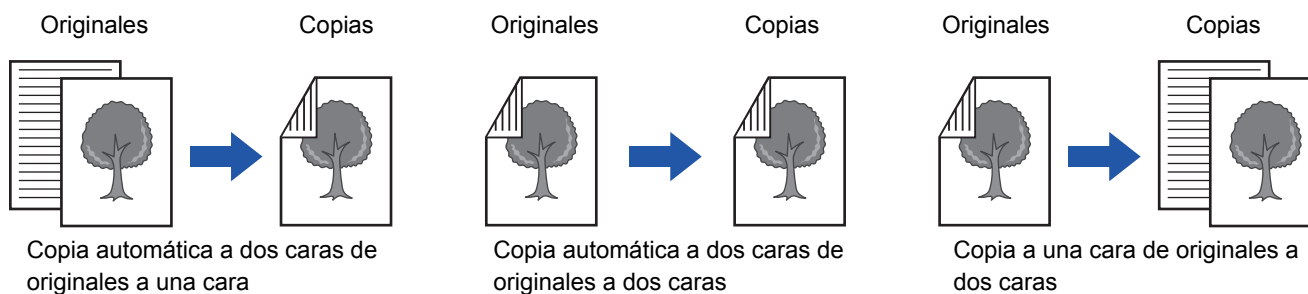 Originales Copias Originales Copias Originales Copias
Copia automática a dos caras de
originales a una cara
Copia automática a dos caras de
originales a dos caras
Copia a una cara de originales a
dos caras